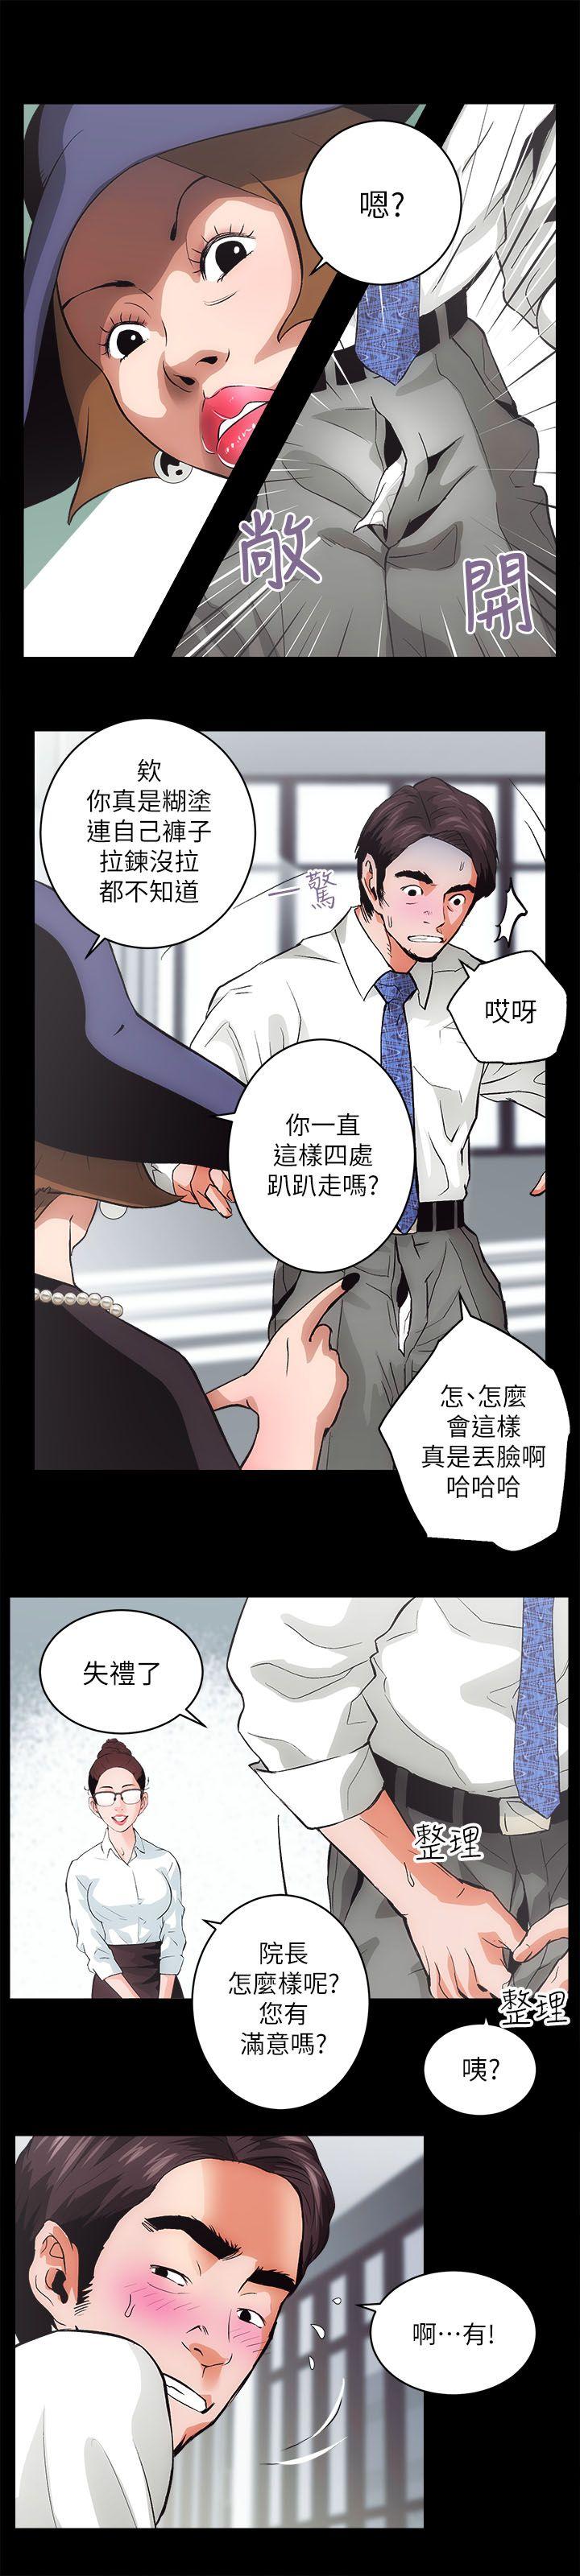 嗯?
敞
開
欸
你真是糊塗
連自己褲子
拉鍊沒拉
都不知道
一驚
哎呀
你一直
這樣四處
趴趴走嗎?
怎、怎麼
會這樣
真是丟臉啊
哈哈哈
失禮了
整理
院長
怎麼樣呢?
您有
滿意嗎?
整理
咦?
啊…有!